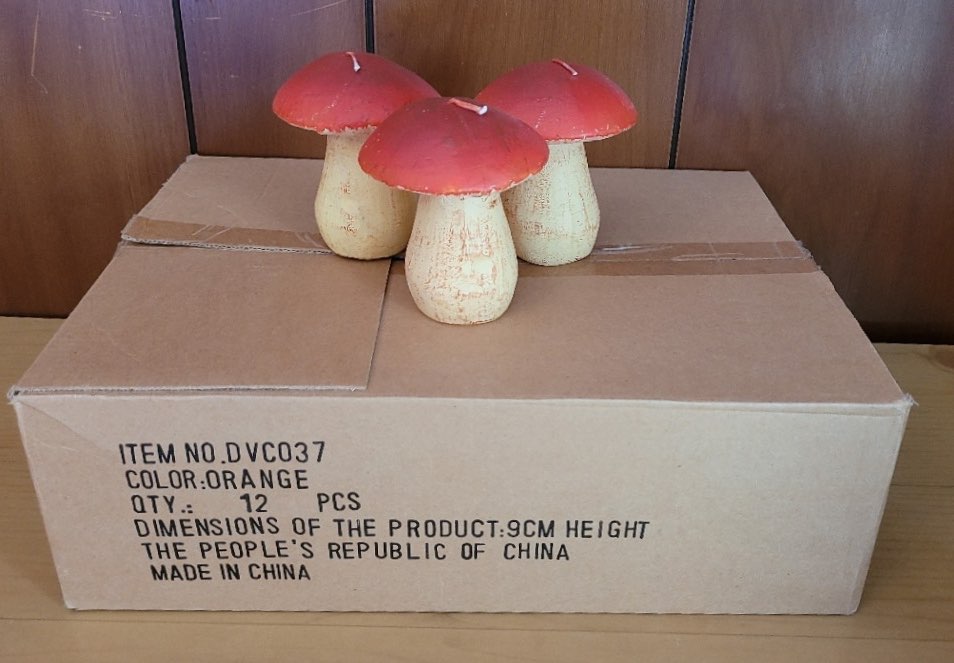 ITEM NO.DVC037
COLOR:ORANGE
QTY.: 12 PCS
DIMENSIONS OF THE PRODUCT:9CM HEIGHT
THE PEOPLE'S REPUBLIC OF CHINA
MADE IN CHINA